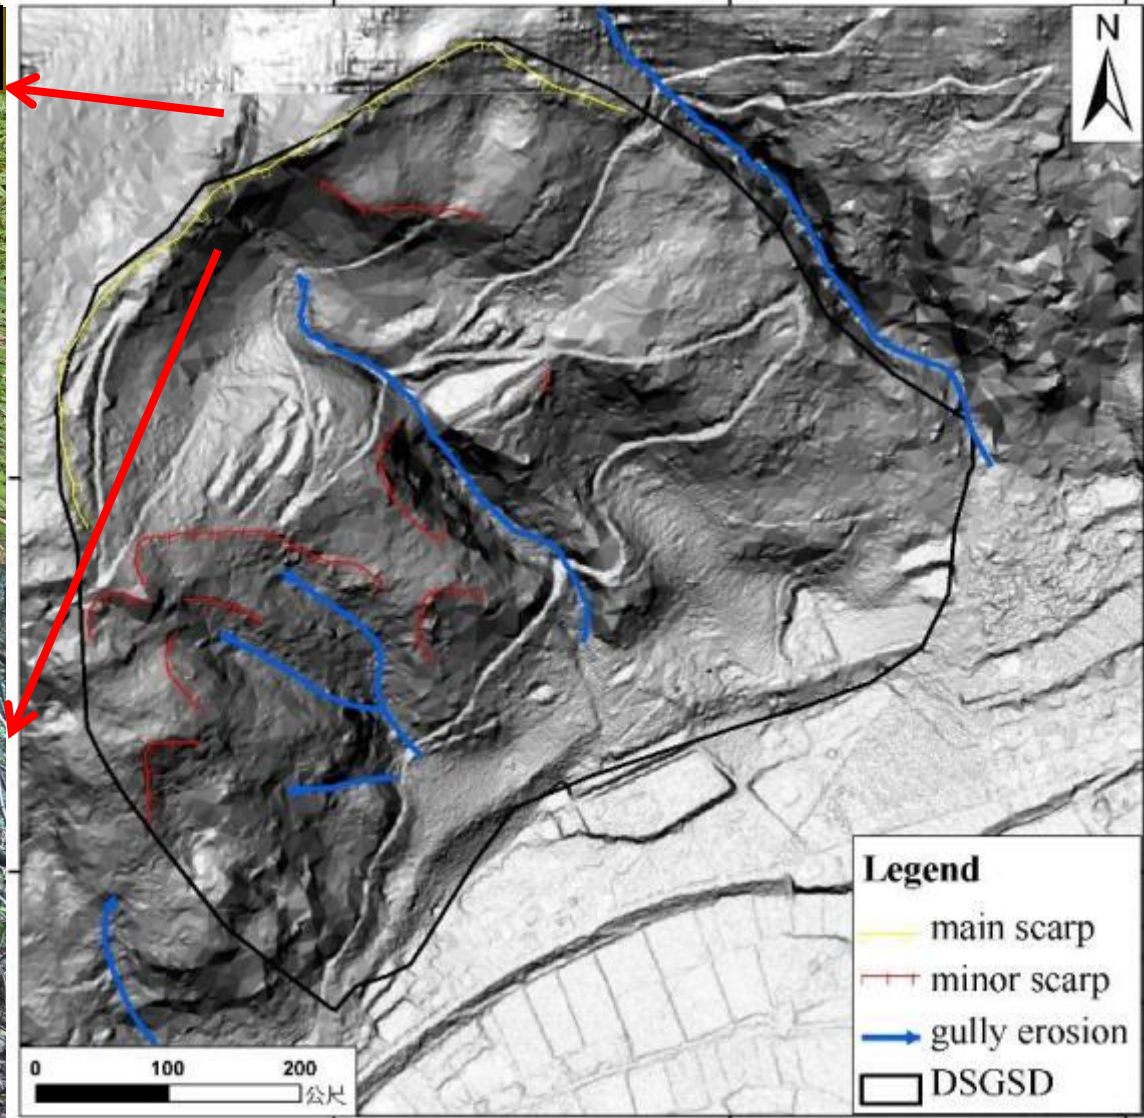 N
Legend
main scarp
minor scarp
gully erosion
DSGSD
0 100 200
公尺